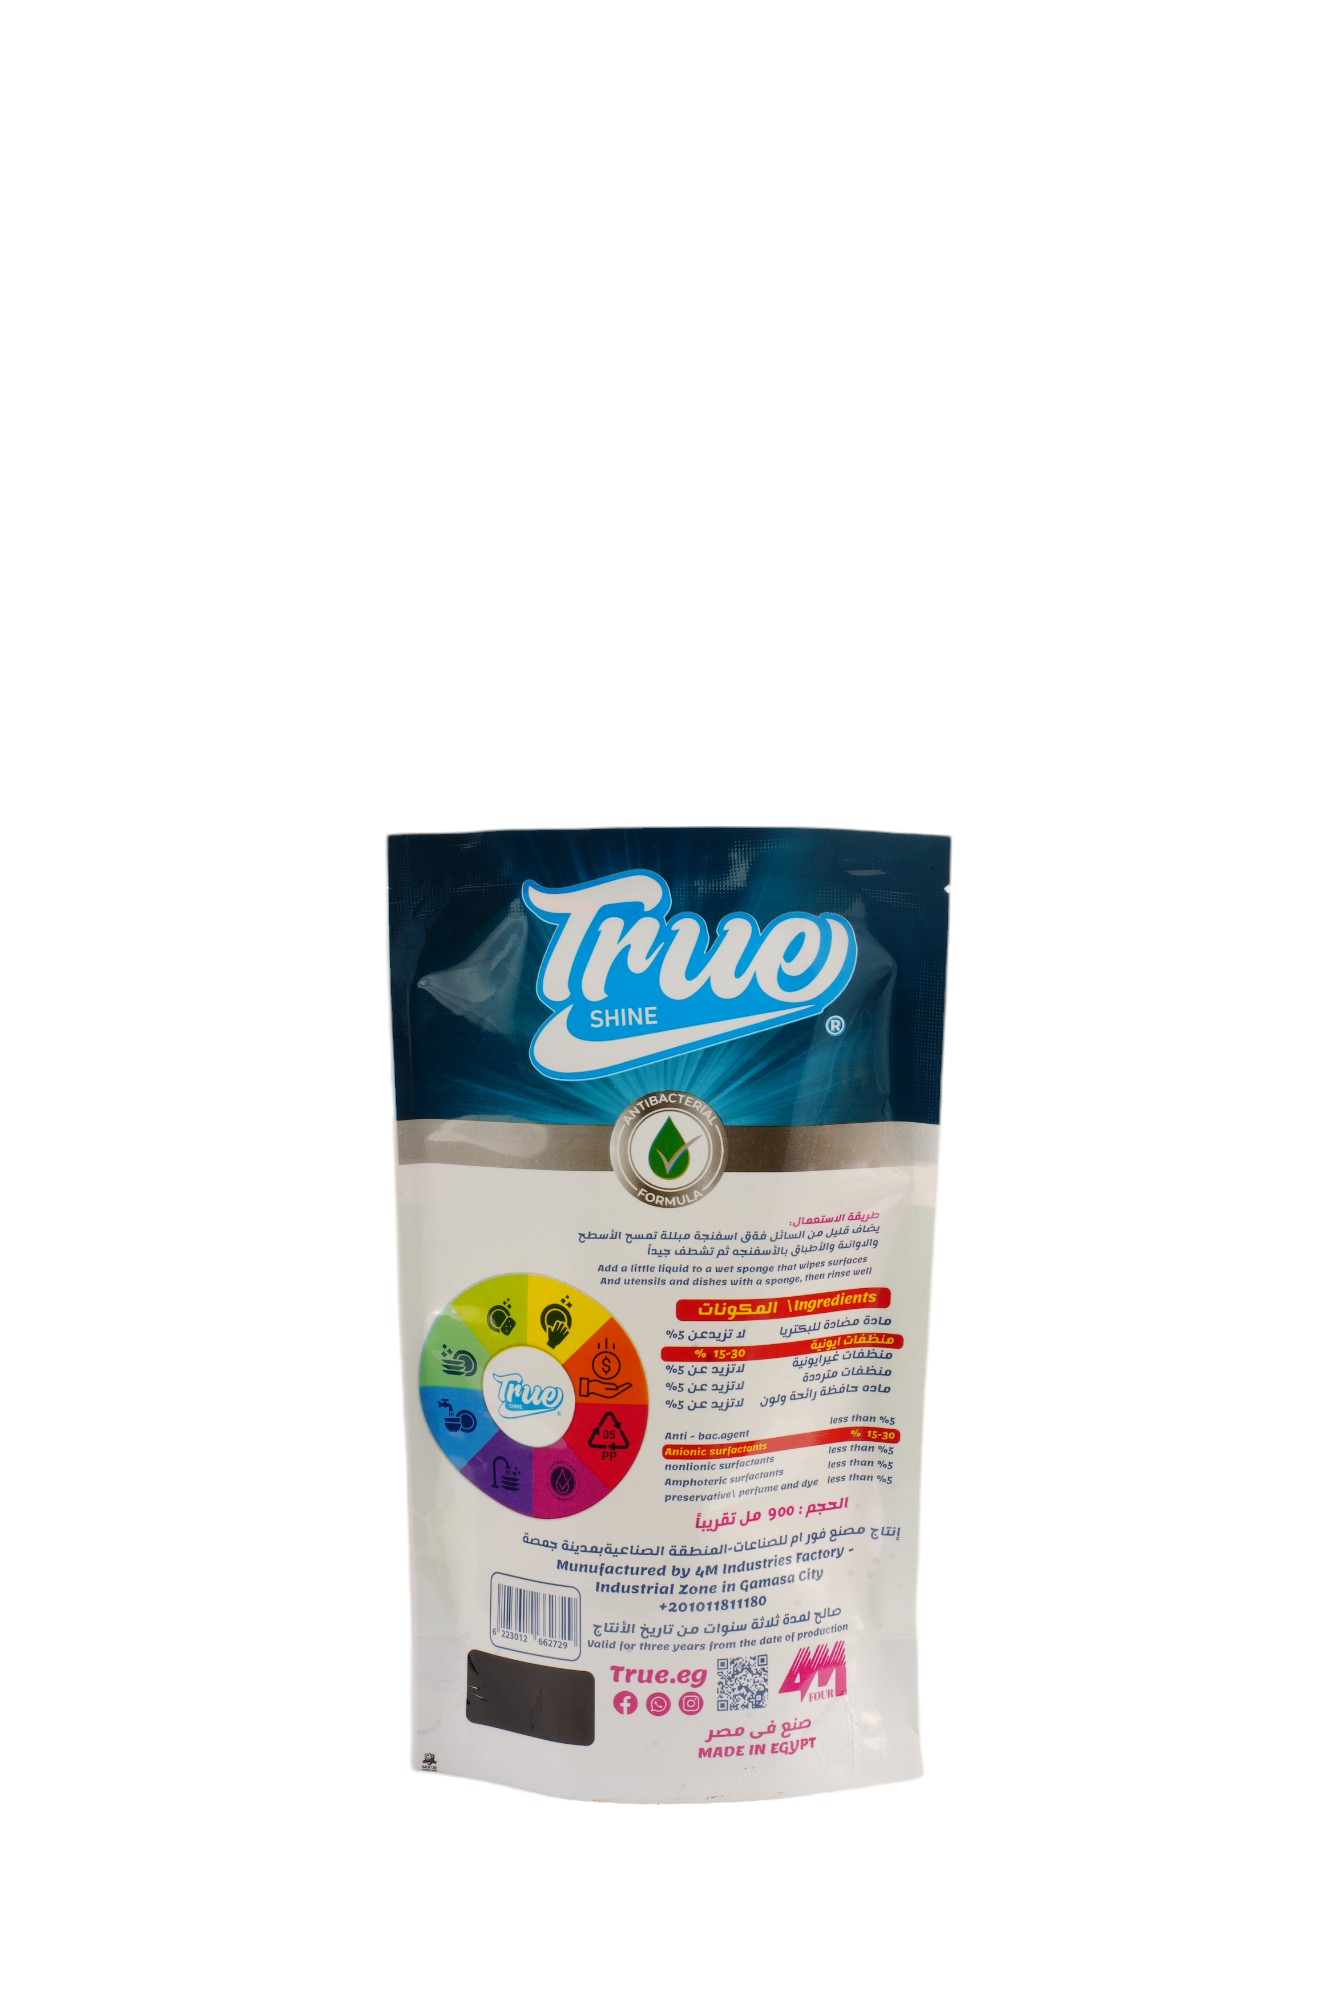 True
SHINE
®
ANTIBACTERIAL
FORMULA
طريقة الاستعمال:
يضاف قليل من السائل فةق اسفنجة مبللة تمسح الأسطح
والاوانىة والأطباق بالأسفنجه ثم تشطف جيداً
Add a little liquid to a wet sponge that wipes surfaces
And utensils and dishes with a sponge, then rinse well
المكونات \Ingredients
مادة مضادة للبكتريا لا تزيدعن 5%
منظفات ايونية 15-30 %
منظفات غيرايونية لاتزيد عن 5%
منظفات مترددة لاتزيد عن 5%
ماده حافظة رائحة ولون لاتزيد عن 5%
Anti - bac.agent less than %5
Anionic surfactants % 15-30
nonlionic surfactants less than %5
Amphoteric surfactants less than %5
preservative\ perfume and dye less than %5
$
05
PP
True
SHINE
الحجم : 900 مل تقريباً
إنتاج مصنع فور ام للصناعات-المنطقة الصناعيةبمدينة جمصة
Munufactured by 4M Industries Factory -
Industrial Zone in Gamasa City
+201011811180
صالح لمدة ثلاثة سنوات من تاريخ الأنتاج
Valid for three years from the date of production
6 223012 662729
True.eg
4M
FOUR
صنع فى مصر
MADE IN EGYPT